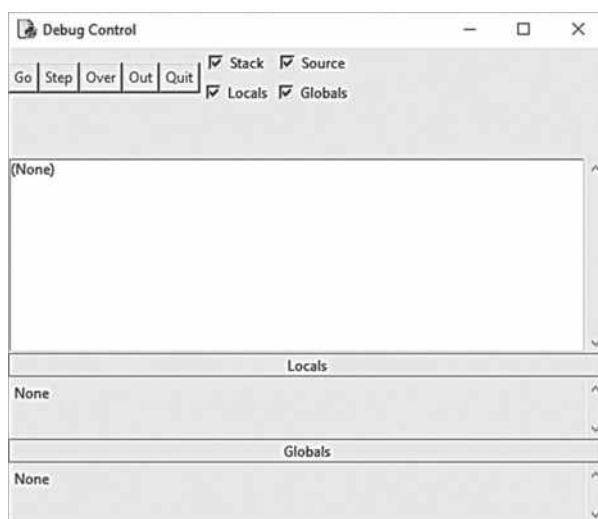 Debug Control
Stack Source
Go Step Over Out Quit
Locals Globals
(None)
Locals
None
Globals
None